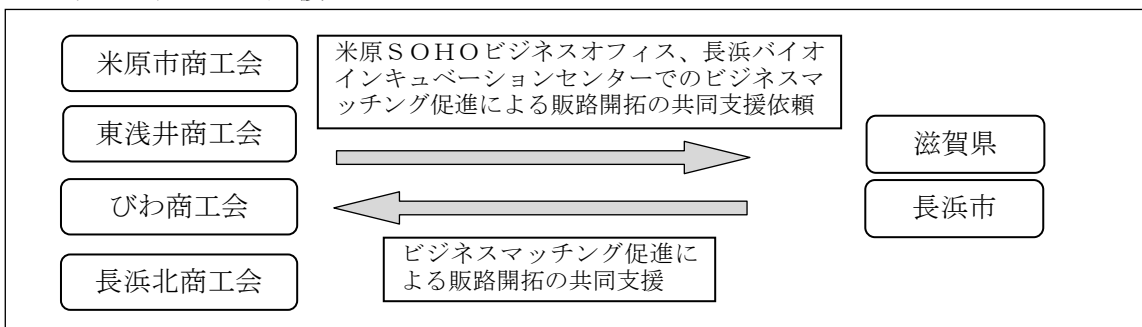 米原市商工会
東浅井商工会
びわ商工会
長浜北商工会
米原ＳＯＨＯビジネスオフィス、長浜バイオ
インキュベーションセンターでのビジネスマ
ッチング促進による販路開拓の共同支援依頼
ビジネスマッチング促進に
よる販路開拓の共同支援
滋賀県
長浜市